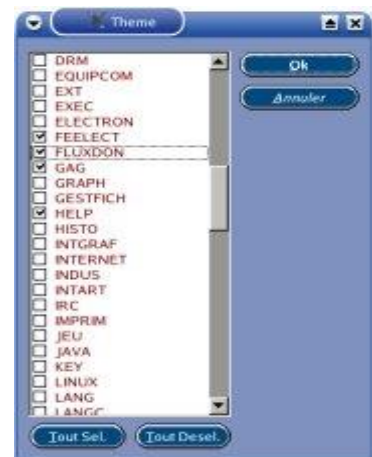 Theme
DRM
EQUIPCOM
EXT
EXEC
ELECTRON
FEELECT
FLUXDON
GAG
GRAPH
GESTFICH
HELP
HISTO
INTGRAF
INTERNET
INDUS
INTART
IRC
IMPRIM
JEU
JAVA
KEY
LINUX
LANG
LANGC
Ok
Annuler
Tout Sel.
Tout Desel.